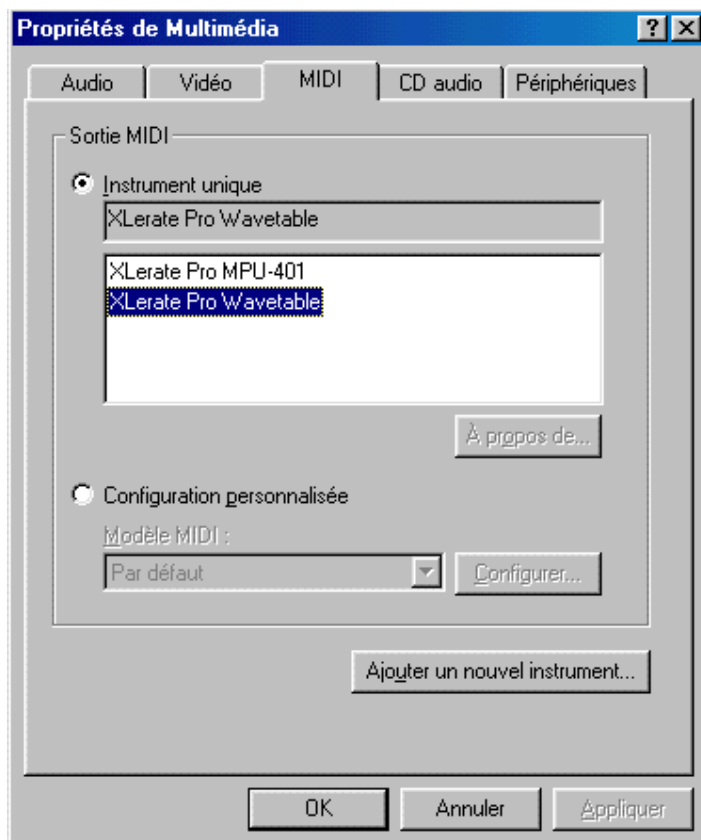 Propriétés de Multimédia
Audio Vidéo MIDI CD audio Périphériques
Sortie MIDI
Instrument unique
XLerate Pro Wavetable
XLerate Pro MPU-401
XLerate Pro Wavetable
À propos de...
Configuration personnalisée
Modèle MIDI :
Par défaut Configurer...
Ajouter un nouvel instrument...
OK Annuler Appliquer